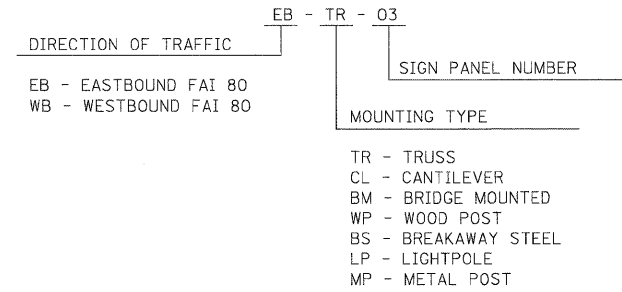 EB - TR - 03
DIRECTION OF TRAFFIC
EB - EASTBOUND FAI 80
WB - WESTBOUND FAI 80
SIGN PANEL NUMBER
MOUNTING TYPE
TR - TRUSS
CL - CANTILEVER
BM - BRIDGE MOUNTED
WP - WOOD POST
BS - BREAKAWAY STEEL
LP - LIGHTPOLE
MP - METAL POST